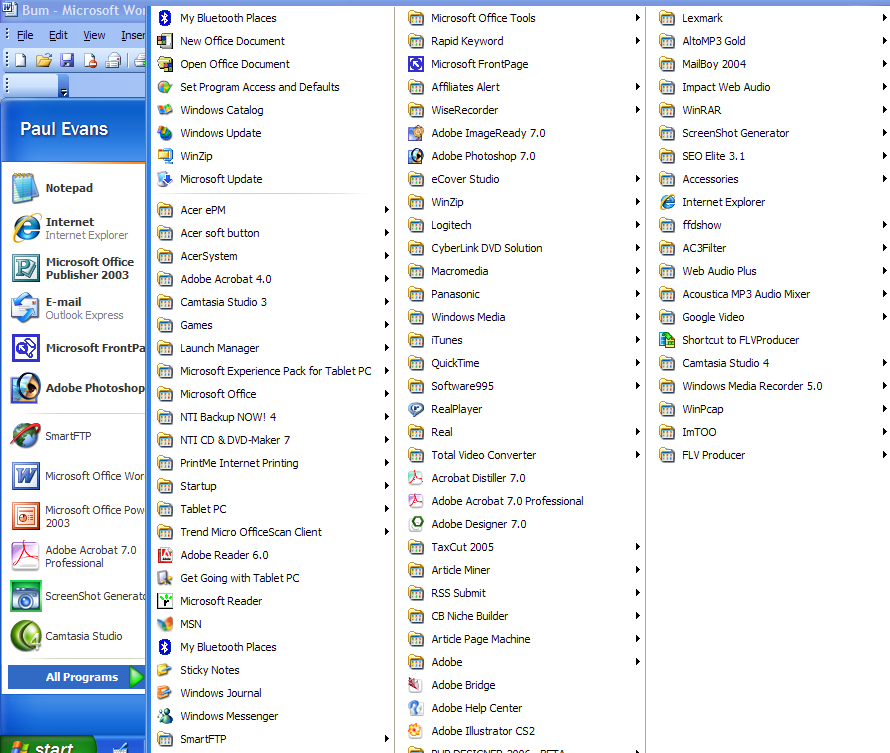 Bum - Microsoft Wor
File Edit View Inser
Paul Evans
Notepad
Internet
Internet Explorer
Microsoft Office
Publisher 2003
E-mail
Outlook Express
Microsoft FrontPa
Adobe Photoshop
SmartFTP
Microsoft Office Wor
Microsoft Office Pow
2003
Adobe Acrobat 7.0
Professional
ScreenShot Generato
Camtasia Studio
All Programs
start
My Bluetooth Places
New Office Document
Open Office Document
Set Program Access and Defaults
Windows Catalog
Windows Update
WinZip
Microsoft Update
Acer ePM
Acer soft button
AcerSystem
Adobe Acrobat 4.0
Camtasia Studio 3
Games
Launch Manager
Microsoft Experience Pack for Tablet PC
Microsoft Office
NTI Backup NOW! 4
NTI CD & DVD-Maker 7
PrintMe Internet Printing
Startup
Tablet PC
Trend Micro OfficeScan Client
Adobe Reader 6.0
Get Going with Tablet PC
Microsoft Reader
MSN
My Bluetooth Places
Sticky Notes
Windows Journal
Windows Messenger
SmartFTP
Microsoft Office Tools
Rapid Keyword
Microsoft FrontPage
Affiliates Alert
WiseRecorder
Adobe ImageReady 7.0
Adobe Photoshop 7.0
eCover Studio
WinZip
Logitech
CyberLink DVD Solution
Macromedia
Panasonic
Windows Media
iTunes
QuickTime
Software995
RealPlayer
Real
Total Video Converter
Acrobat Distiller 7.0
Adobe Acrobat 7.0 Professional
Adobe Designer 7.0
TaxCut 2005
Article Miner
RSS Submit
CB Niche Builder
Article Page Machine
Adobe
Adobe Bridge
Adobe Help Center
Adobe Illustrator CS2
Lexmark
AltoMP3 Gold
MailBoy 2004
Impact Web Audio
WinRAR
ScreenShot Generator
SEO Elite 3.1
Accessories
Internet Explorer
ffdshow
AC3Filter
Web Audio Plus
Acoustica MP3 Audio Mixer
Google Video
Shortcut to FLVProducer
Camtasia Studio 4
Windows Media Recorder 5.0
WinPcap
ImTOO
FLV Producer